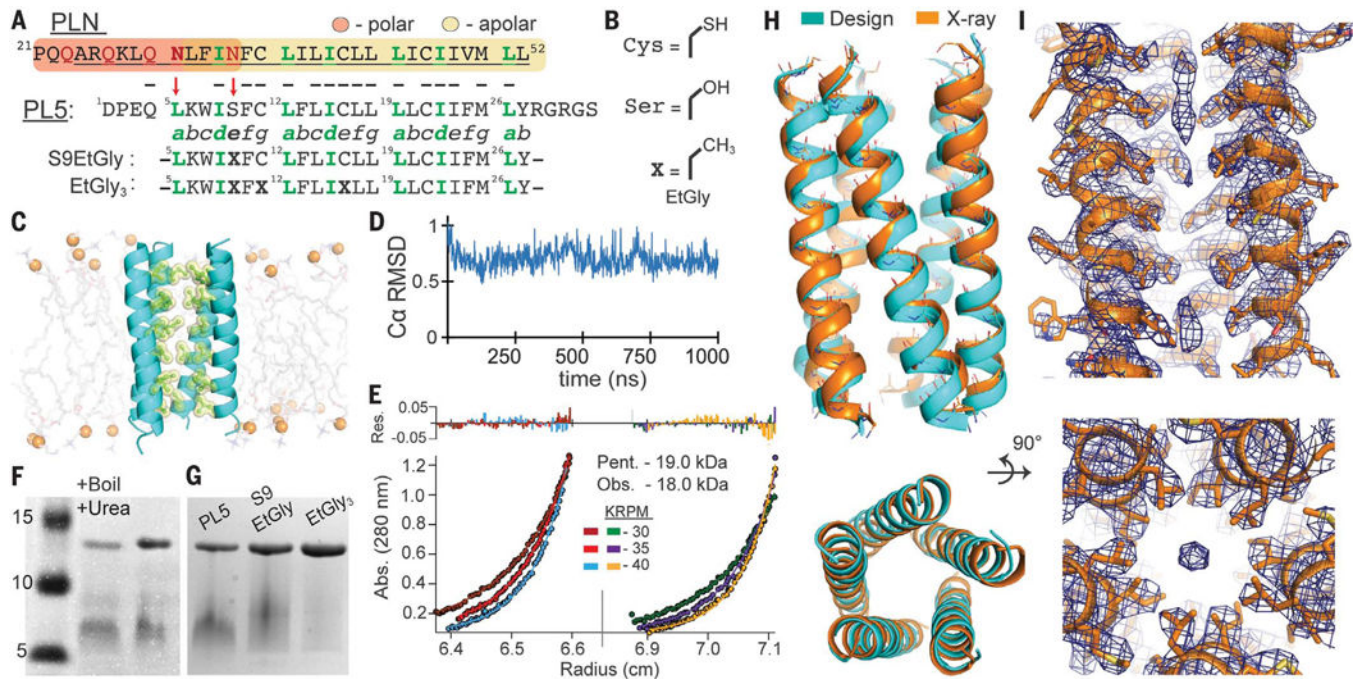 A
PLN
- polar
- apolar
²¹PQQARQKLQ NLFINFC LILICLL LICIIVM LL⁵²
PL5: ¹DPEQ ⁵LKWISFC ¹²LFLICLL ¹⁹LLCIIFM ²⁶LYRGRGS
abcdefg abcdefg abcdefg ab
S9EtGly : –⁵LKWIXFC ¹²LFLICLL ¹⁹LLCIIFM ²⁶LY–
EtGly₃ : –⁵LKWIXFX ¹²LFLIXLL ¹⁹LLCIIFM ²⁶LY–
B
Cys =
SH
Ser =
OH
X =
CH₃
EtGly
C
D
Cα RMSD
1
0.5
0
250
500
750
1000
time (ns)
E
Res.
0.05
-0.05
Abs. (280 nm)
1.2
1.0
0.8
0.6
0.4
0.2
Pent. - 19.0 kDa
Obs. - 18.0 kDa
KRPM
- 30
- 35
- 40
6.4
6.6
6.9
7.0
7.1
Radius (cm)
F
+Boil
+Urea
15
10
5
G
PL5
S9 EtGly
EtGly₃
H
Design
X-ray
90°
I